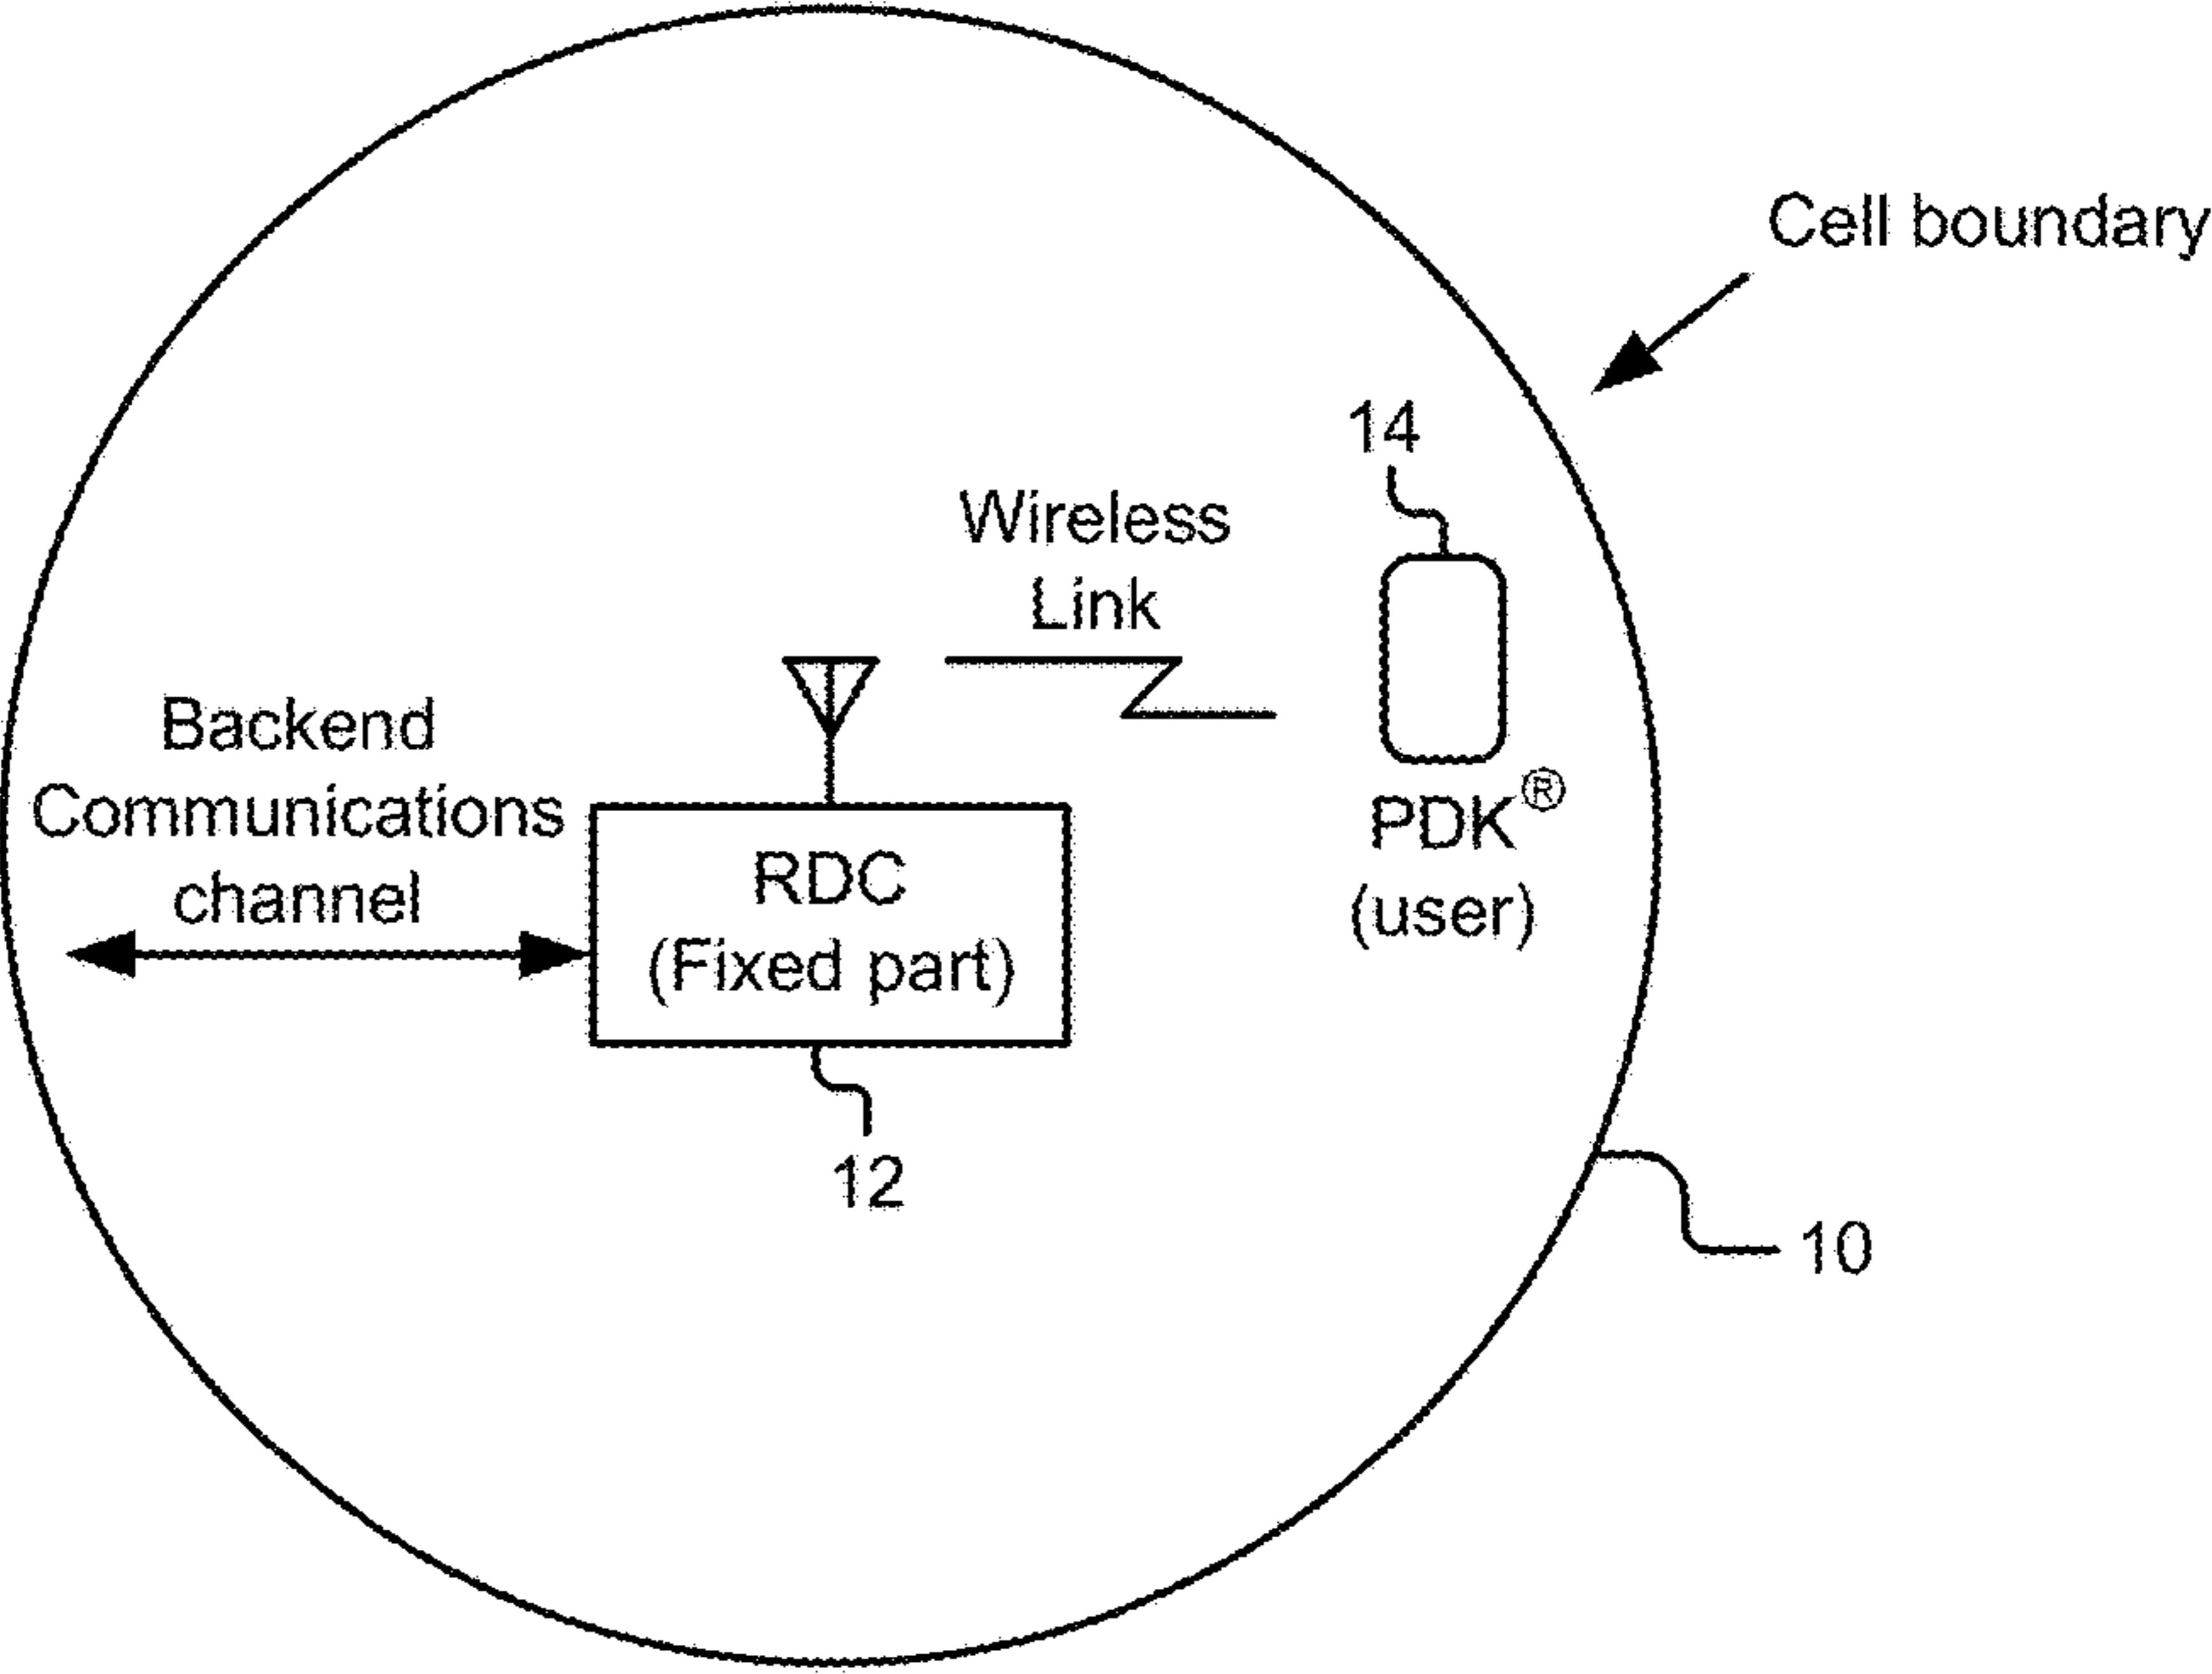 Cell boundary
14
Wireless
Link
Backend
Communications
channel
PDK®
(user)
RDC
(Fixed part)
12
10